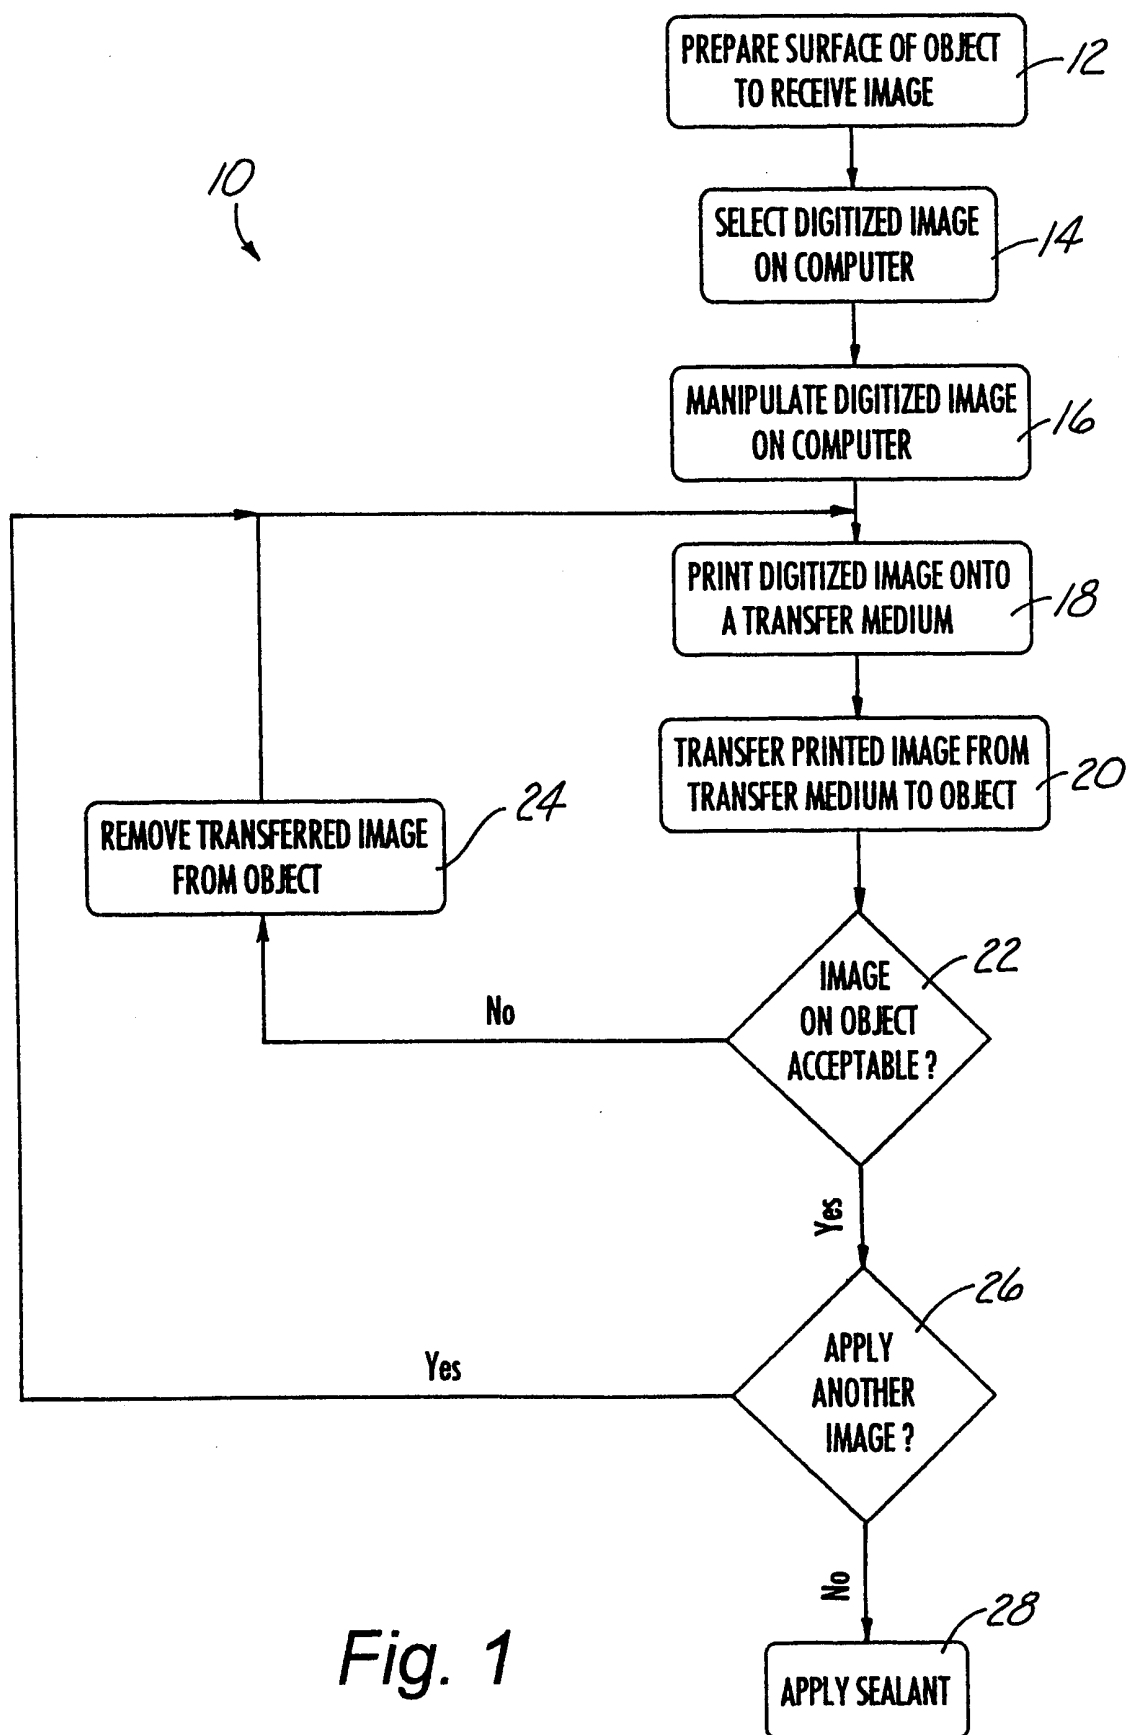 PREPARE SURFACE OF OBJECT
TO RECEIVE IMAGE
12
10
SELECT DIGITIZED IMAGE
ON COMPUTER
14
MANIPULATE DIGITIZED IMAGE
ON COMPUTER
16
PRINT DIGITIZED IMAGE ONTO
A TRANSFER MEDIUM
18
TRANSFER PRINTED IMAGE FROM
TRANSFER MEDIUM TO OBJECT
20
REMOVE TRANSFERRED IMAGE
FROM OBJECT
24
IMAGE
ON OBJECT
ACCEPTABLE ?
22
No
Yes
APPLY
ANOTHER
IMAGE ?
26
Yes
No
APPLY SEALANT
28
Fig. 1